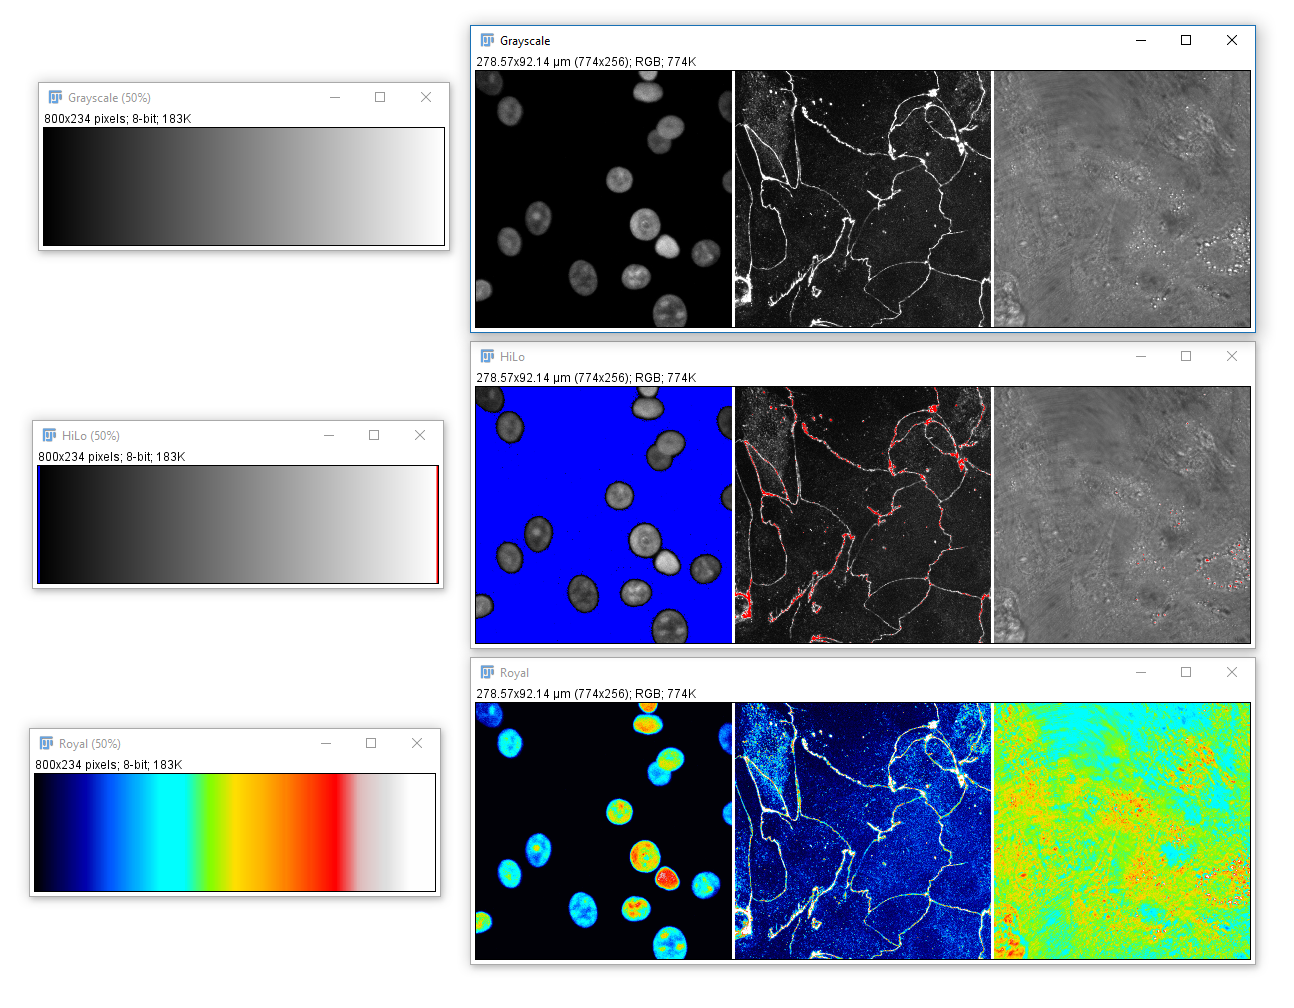 Grayscale
278.57x92.14 µm (774x256); RGB; 774K
Grayscale (50%)
800x234 pixels; 8-bit; 183K
HiLo
278.57x92.14 µm (774x256); RGB; 774K
HiLo (50%)
800x234 pixels; 8-bit; 183K
Royal
278.57x92.14 µm (774x256); RGB; 774K
Royal (50%)
800x234 pixels; 8-bit; 183K